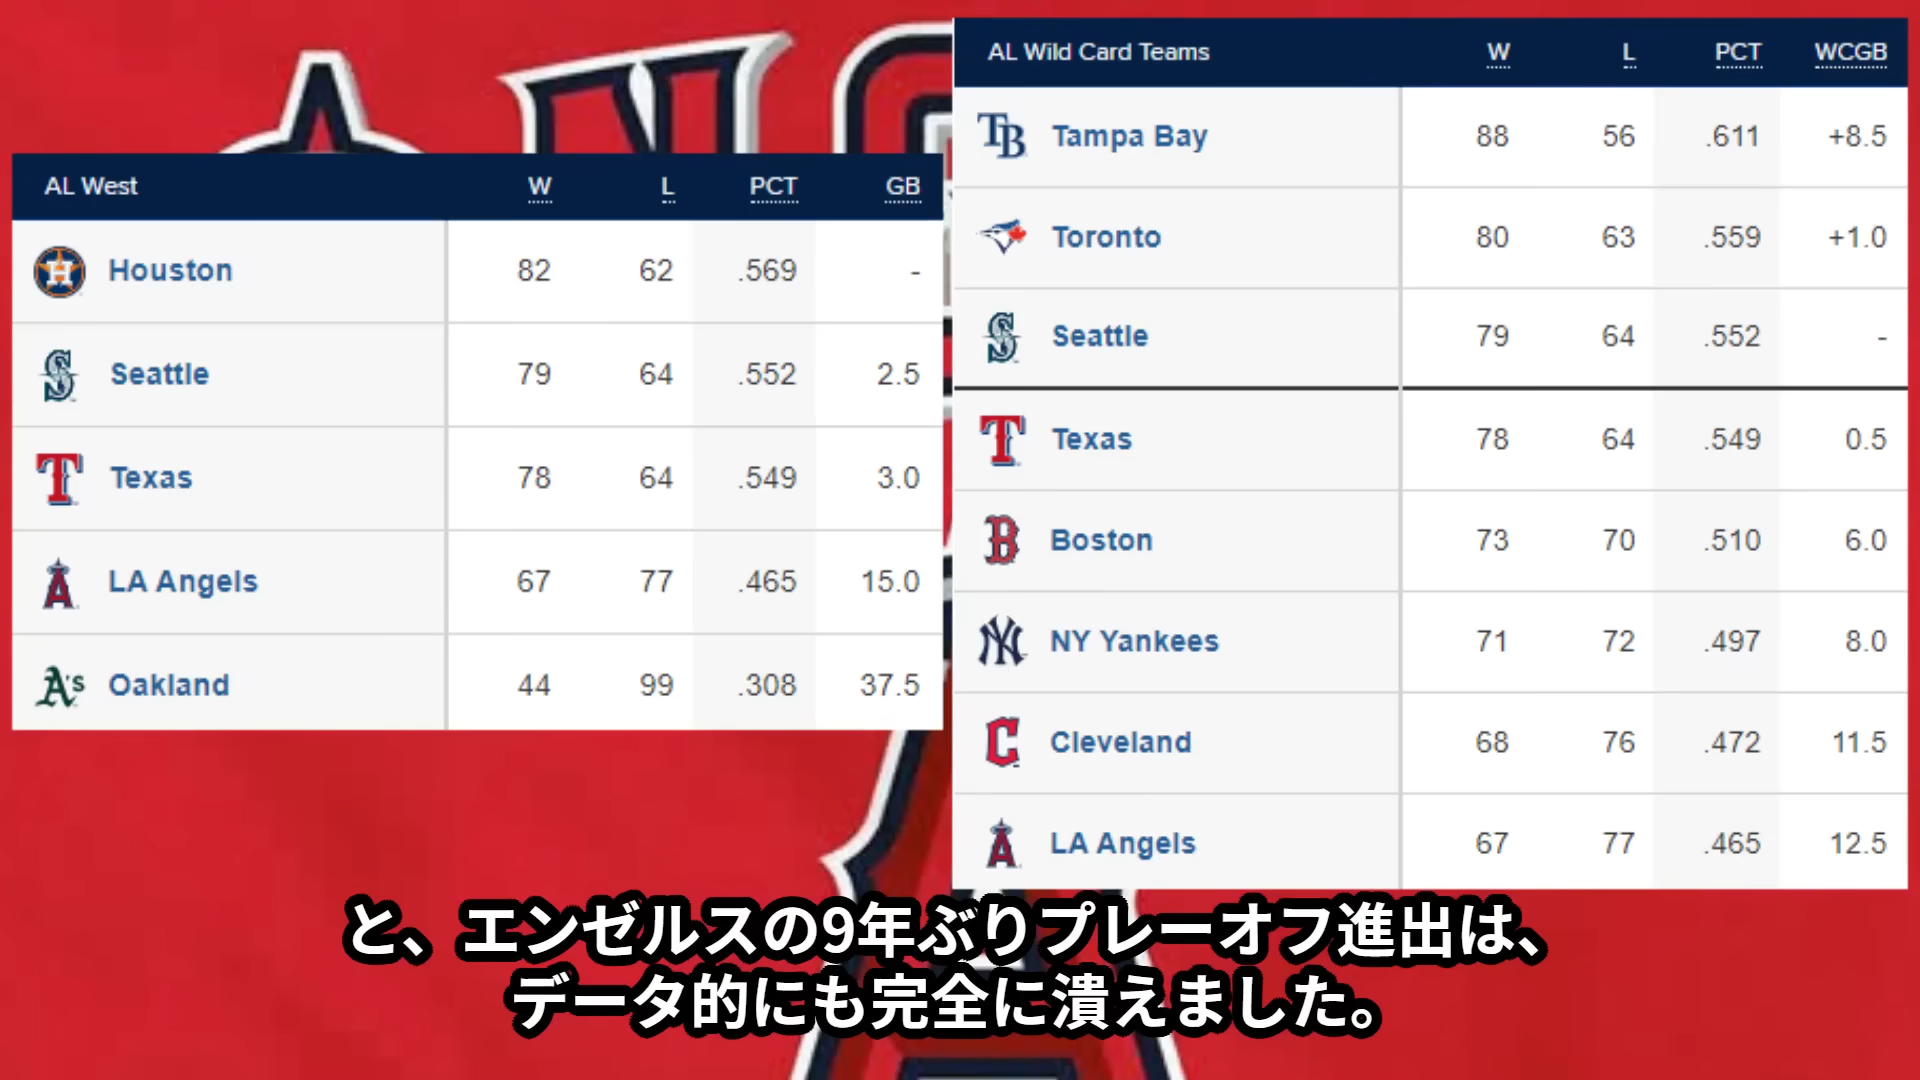 AL West W L PCT GB
Houston 82 62 .569 -
Seattle 79 64 .552 2.5
Texas 78 64 .549 3.0
LA Angels 67 77 .465 15.0
Oakland 44 99 .308 37.5
AL Wild Card Teams W L PCT WCGB
Tampa Bay 88 56 .611 +8.5
Toronto 80 63 .559 +1.0
Seattle 79 64 .552 -
Texas 78 64 .549 0.5
Boston 73 70 .510 6.0
NY Yankees 71 72 .497 8.0
Cleveland 68 76 .472 11.5
LA Angels 67 77 .465 12.5
と、エンゼルスの9年ぶりプレーオフ進出は、
データ的にも完全に潰えました。